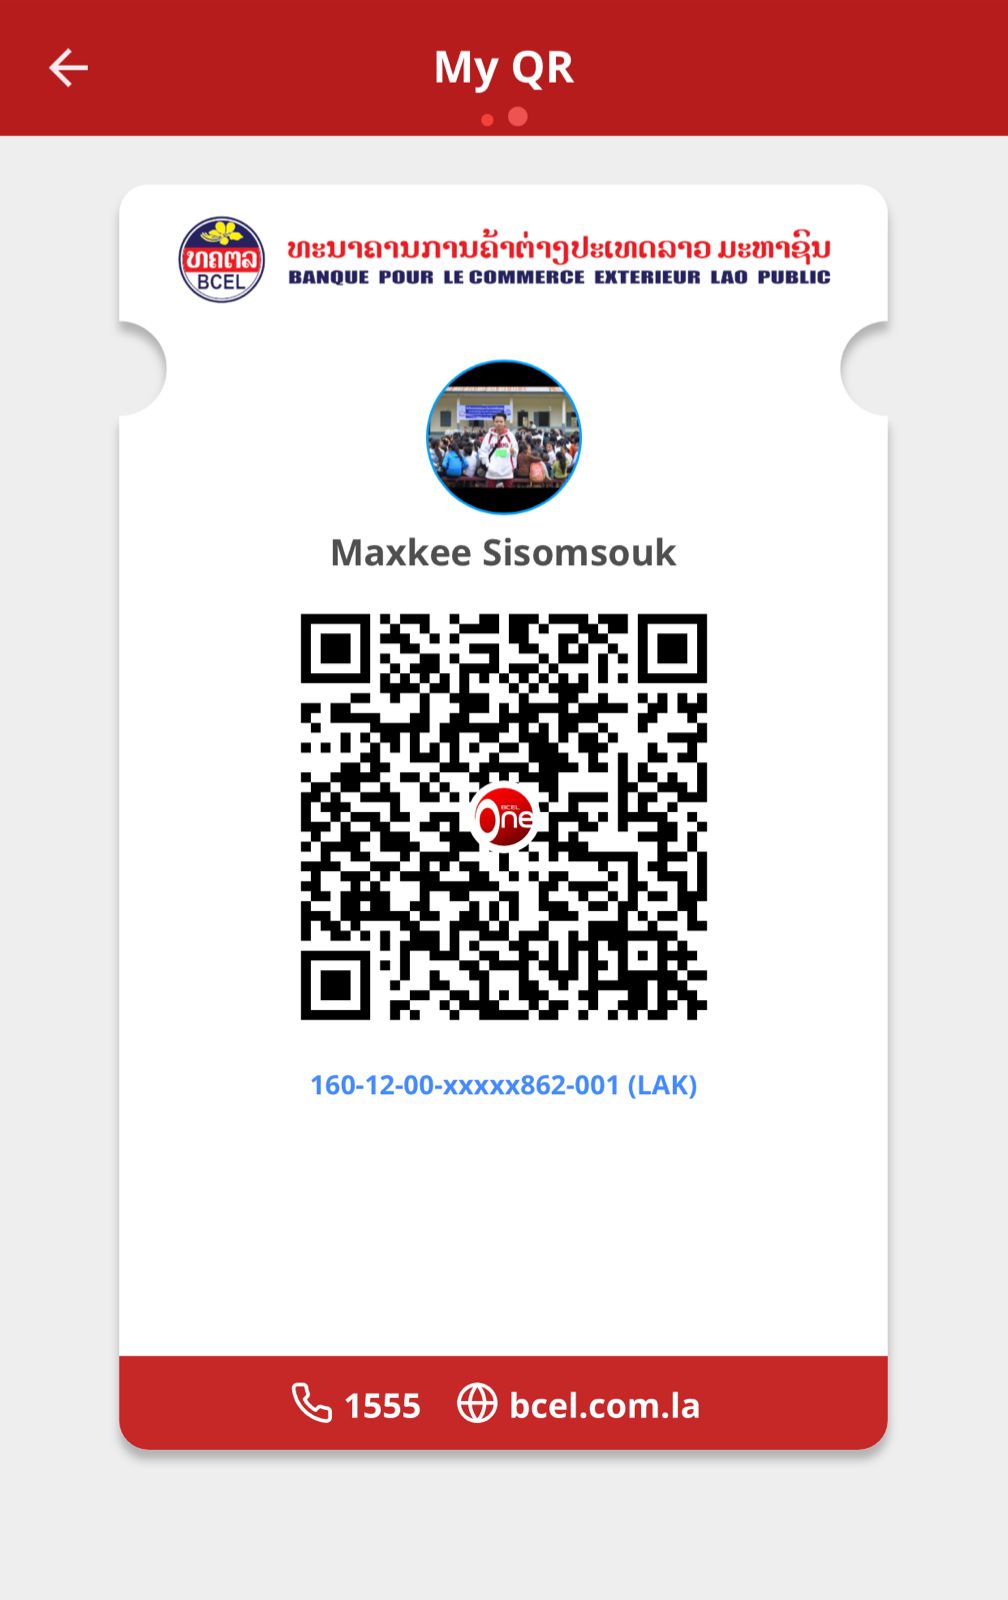 My QR
ທຄຕລ
BCEL
ທະນາຄານການຄ້າຕ່າງປະເທດລາວ ມະຫາຊົນ
BANQUE POUR LE COMMERCE EXTERIEUR LAO PUBLIC
Maxkee Sisomsouk
BCEL
One
160-12-00-xxxxx862-001 (LAK)
1555 bcel.com.la